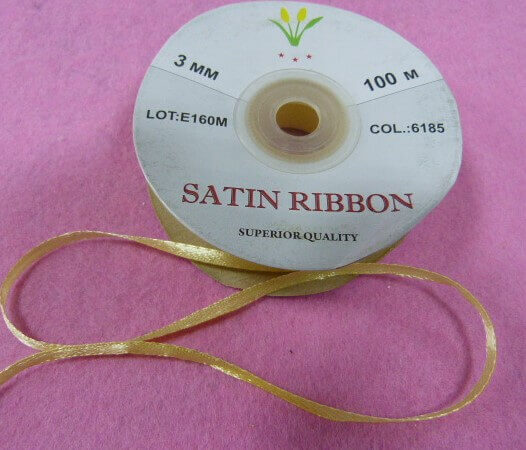 3 MM
100 M
LOT:E160M
COL.:6185
SATIN RIBBON
SUPERIOR QUALITY